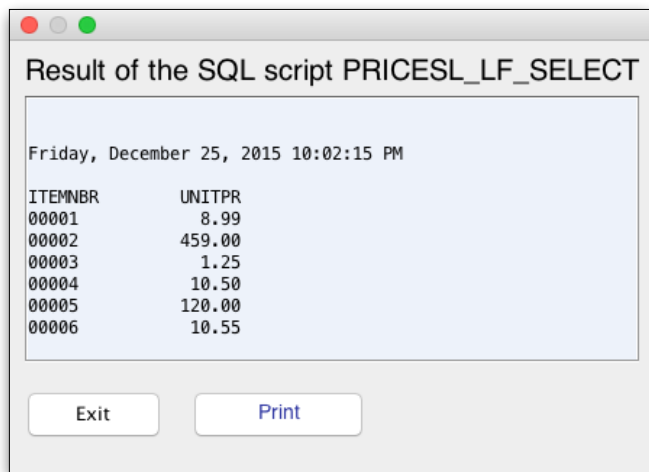 Result of the SQL script PRICESL_LF_SELECT
Friday, December 25, 2015 10:02:15 PM
ITEMNBR UNITPR
00001 8.99
00002 459.00
00003 1.25
00004 10.50
00005 120.00
00006 10.55
Exit Print